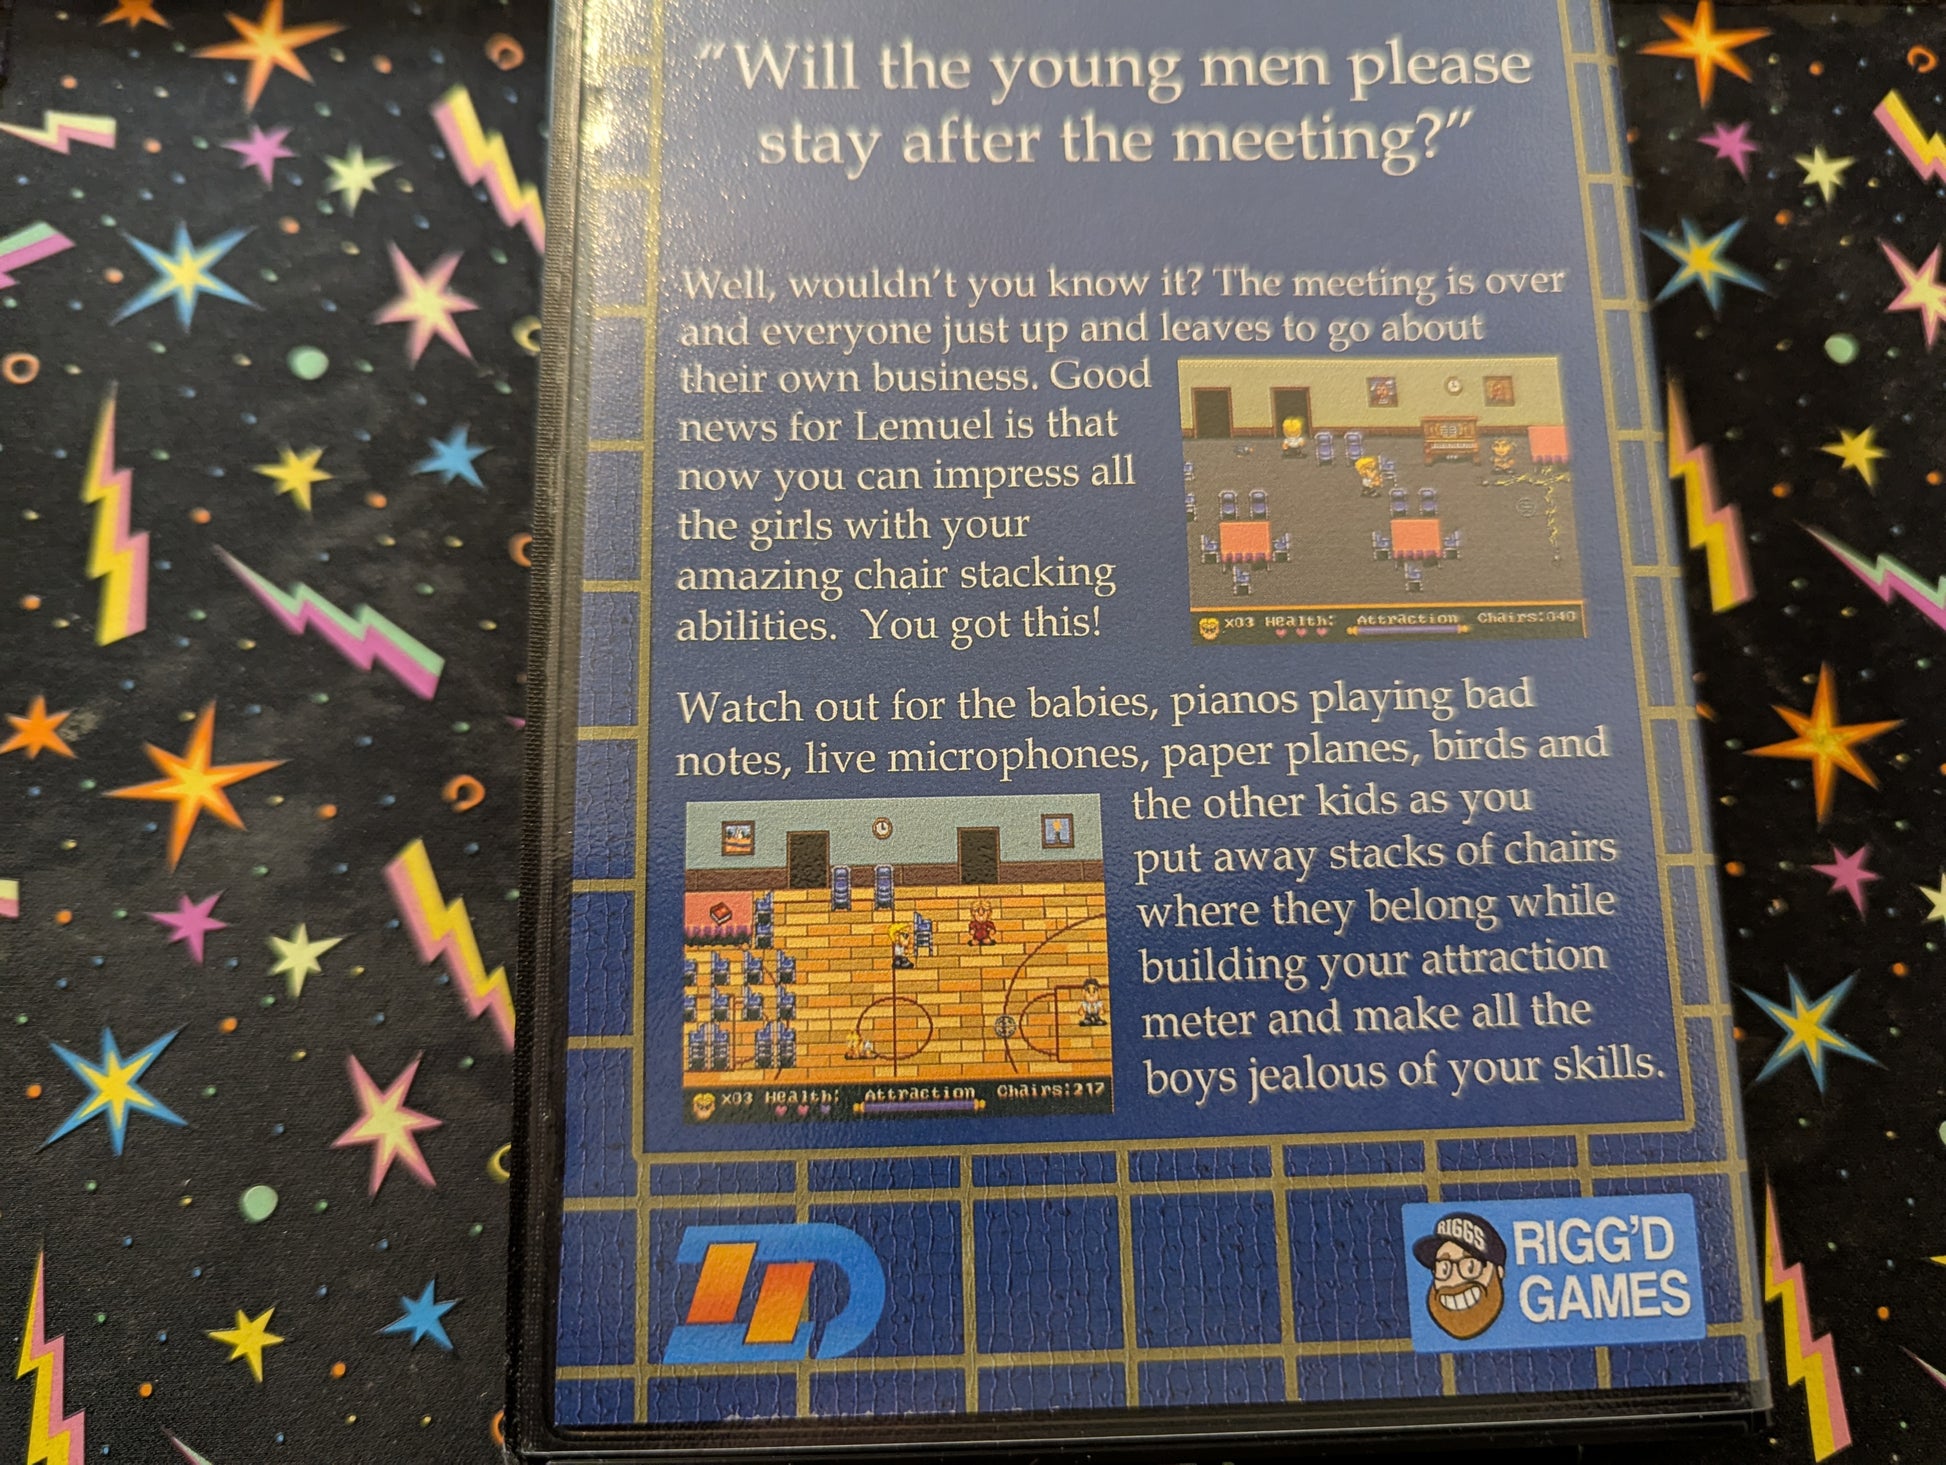 “Will the young men please
stay after the meeting?”
Well, wouldn’t you know it? The meeting is over
and everyone just up and leaves to go about
their own business. Good
news for Lemuel is that
now you can impress all
the girls with your
amazing chair stacking
abilities. You got this!
x03 Health: Attraction Chairs:040
Watch out for the babies, pianos playing bad
notes, live microphones, paper planes, birds and
the other kids as you
put away stacks of chairs
where they belong while
building your attraction
meter and make all the
boys jealous of your skills.
x03 Health: Attraction Chairs:217
RIGGS
RIGG’D
GAMES